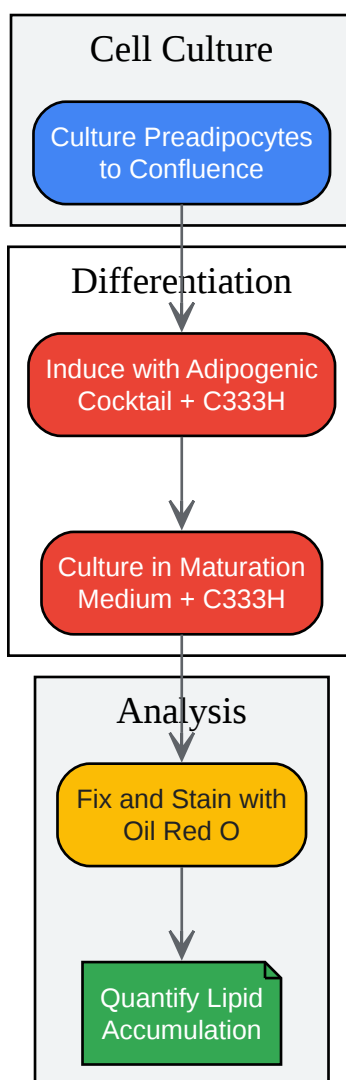 Cell Culture
Culture Preadipocytes
to Confluence
Differentiation
Induce with Adipogenic
Cocktail + C333H
Culture in Maturation
Medium + C333H
Analysis
Fix and Stain with
Oil Red O
Quantify Lipid
Accumulation